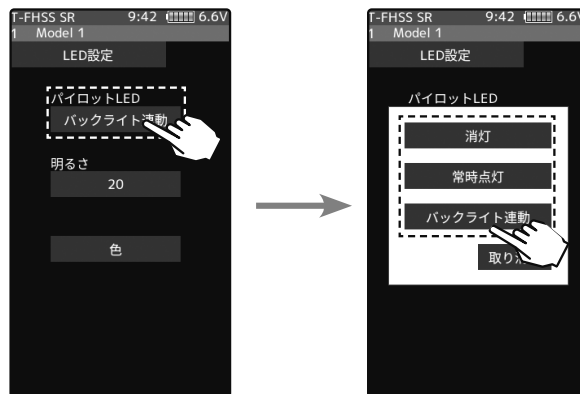 T-FHSS SR 9:42 6.6V
1 Model 1
LED設定
パイロットLED
バックライト連動
明るさ
20
色
T-FHSS SR 9:42 6.6V
1 Model 1
LED設定
パイロットLED
消灯
常時点灯
バックライト連動
取り